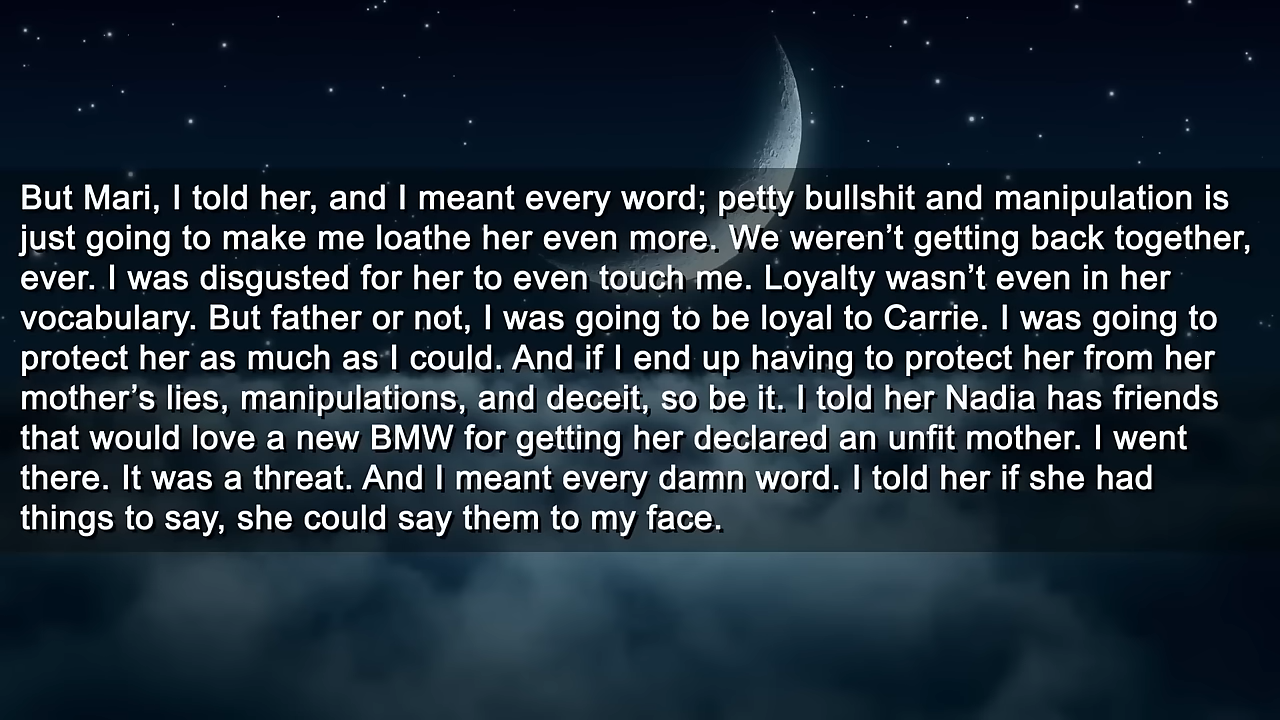 But Mari, I told her, and I meant every word; petty bullshit and manipulation is
just going to make me loathe her even more. We weren’t getting back together,
ever. I was disgusted for her to even touch me. Loyalty wasn’t even in her
vocabulary. But father or not, I was going to be loyal to Carrie. I was going to
protect her as much as I could. And if I end up having to protect her from her
mother’s lies, manipulations, and deceit, so be it. I told her Nadia has friends
that would love a new BMW for getting her declared an unfit mother. I went
there. It was a threat. And I meant every damn word. I told her if she had
things to say, she could say them to my face.